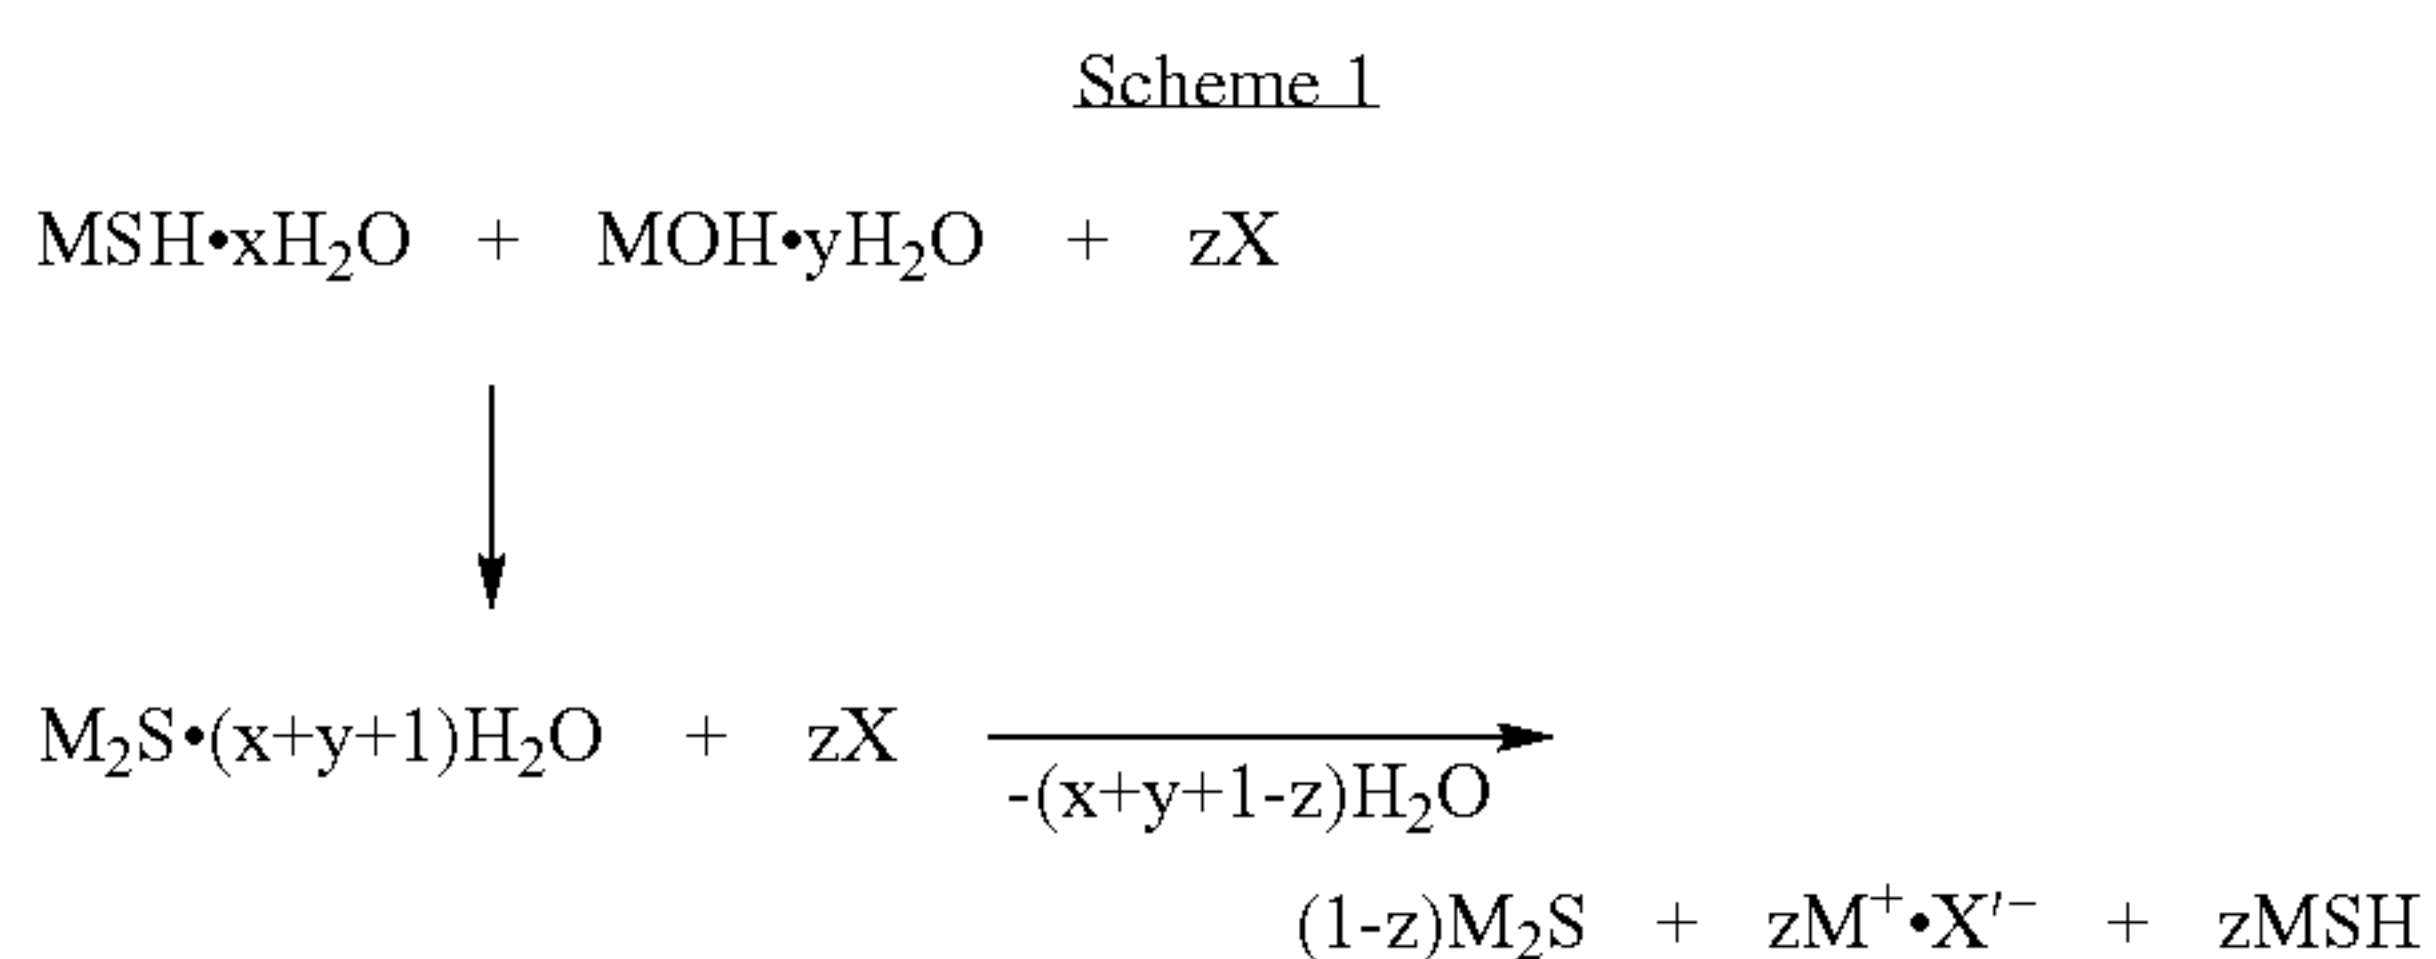 Scheme 1
MSH•xH₂O + MOH•yH₂O + zX
M₂S•(x+y+1)H₂O + zX
-(x+y+1-z)H₂O
(1-z)M₂S + zM⁺•X′⁻ + zMSH